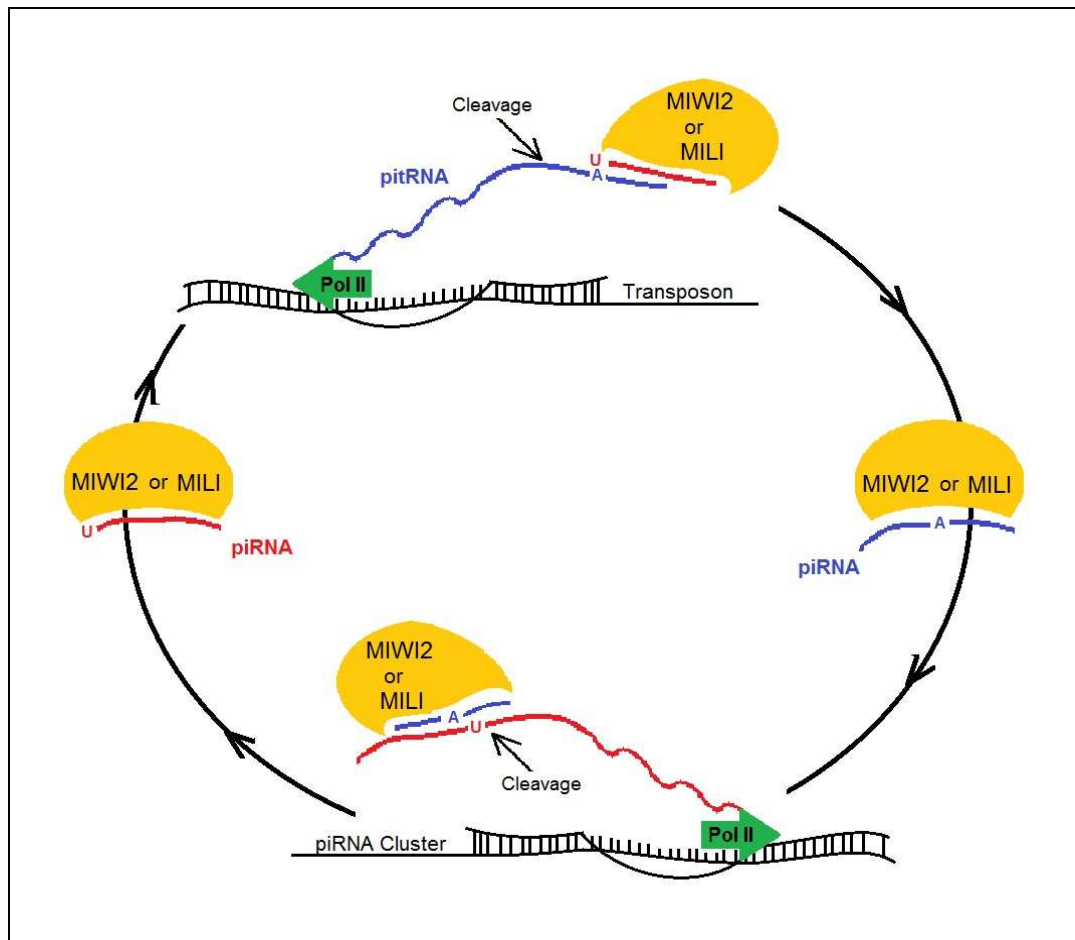 Cleavage
MIWI2
or
MILI
pitRNA
U
A
Pol II
Transposon
MIWI2 or MILI
U
piRNA
MIWI2 or MILI
A
piRNA
MIWI2
or
MILI
A
U
Cleavage
Pol II
piRNA Cluster